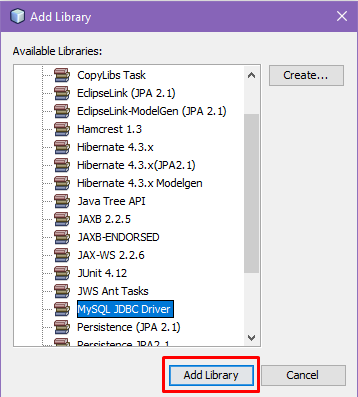 Add Library
Available Libraries:
CopyLibs Task
Create...
EclipseLink (JPA 2.1)
EclipseLink-ModelGen (JPA 2.1)
Hamcrest 1.3
Hibernate 4.3.x
Hibernate 4.3.x(JPA2.1)
Hibernate 4.3.x Modelgen
Java Tree API
JAXB 2.2.5
JAXB-ENDORSED
JAX-WS 2.2.6
JUnit 4.12
JWS Ant Tasks
MySQL JDBC Driver
Persistence (JPA 2.1)
Persistence JPA2.1
Add Library
Cancel